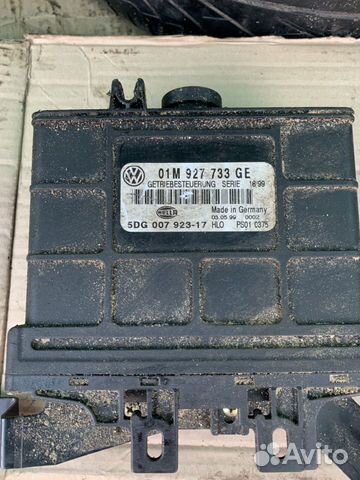 01M 927 733 GE
GETRIEBESTEUERUNG SERIE 18'99
HELLA
Made in Germany
05.05.99 0002
5DG 007 923-17 HLO PS01 0375
Avito